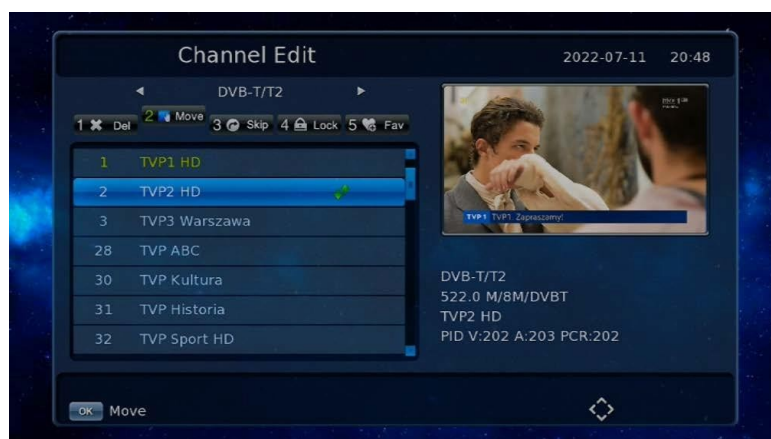 Channel Edit
2022-07-11 20:48
DVB-T/T2
1 Del 2 Move 3 Skip 4 Lock 5 Fav
1 TVP1 HD
2 TVP2 HD
3 TVP3 Warszawa
28 TVP ABC
30 TVP Kultura
31 TVP Historia
32 TVP Sport HD
TVP1 TVP1. Zapraszamy!
DVB-T/T2
522.0 M/8M/DVBT
TVP2 HD
PID V:202 A:203 PCR:202
OK Move